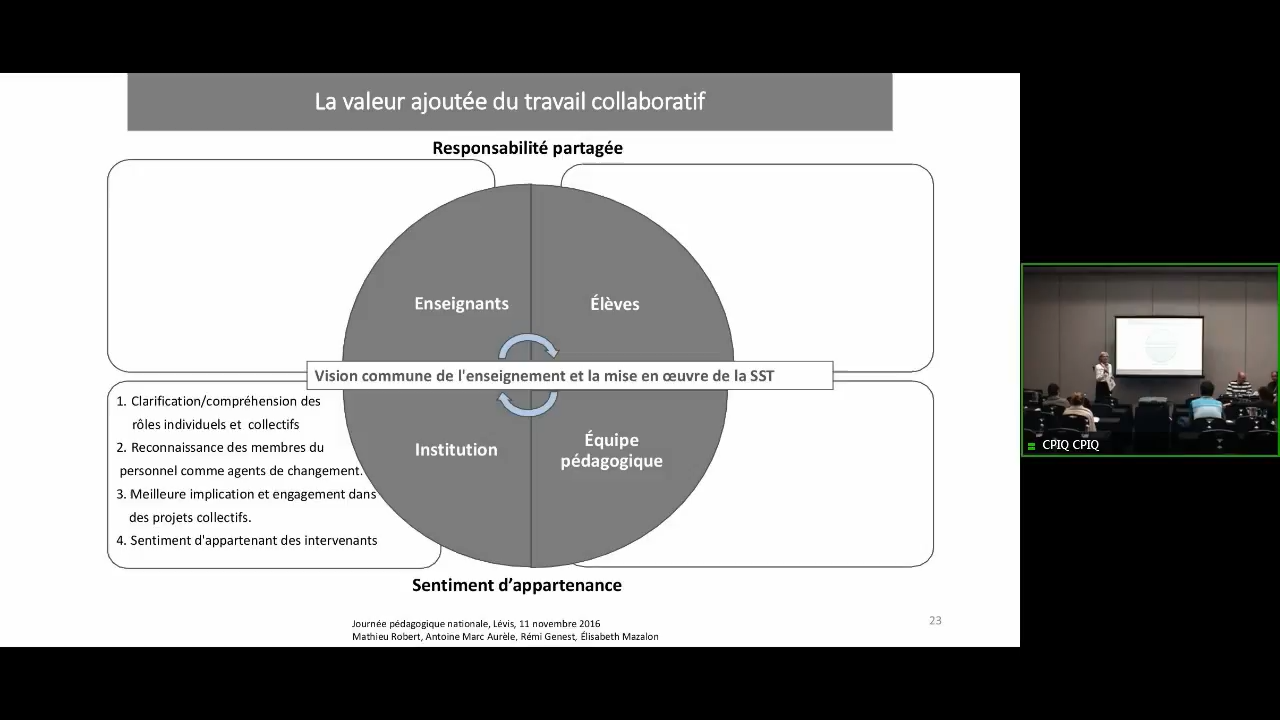 La valeur ajoutée du travail collaboratif
Responsabilité partagée
Enseignants
Élèves
Vision commune de l'enseignement et la mise en œuvre de la SST
1. Clarification/compréhension des
rôles individuels et collectifs
2. Reconnaissance des membres du
personnel comme agents de changement.
3. Meilleure implication et engagement dans
des projets collectifs.
4. Sentiment d'appartenant des intervenants
Institution
Équipe
pédagogique
Sentiment d’appartenance
Journée pédagogique nationale, Lévis, 11 novembre 2016
Mathieu Robert, Antoine Marc Aurèle, Rémi Genest, Élisabeth Mazalon
23
CPIQ CPIQ